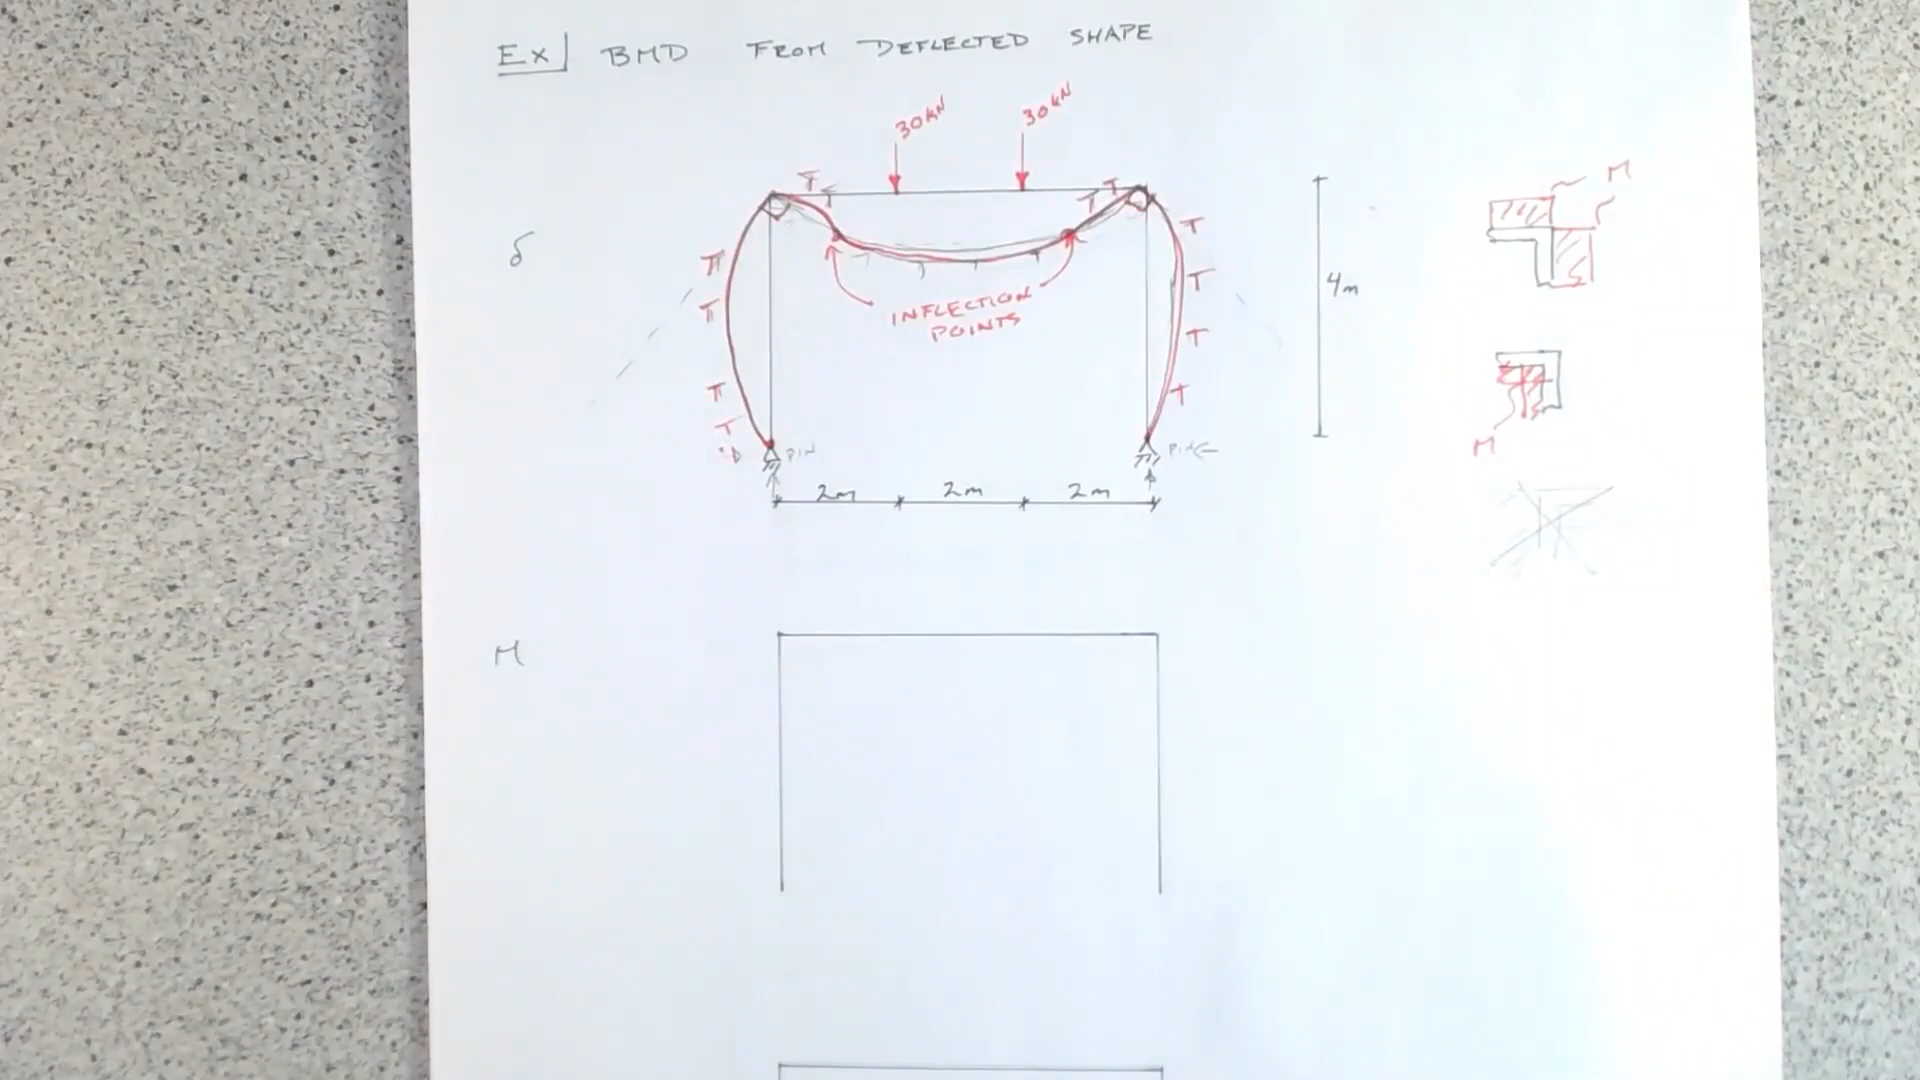 Ex| BMD FROM DEFLECTED SHAPE
30kN 30kN
T T T T
M
δ
T T
T T
T T
T T
T
4m
INFLECTION
POINTS
M
PIN PIN
2m 2m 2m
M